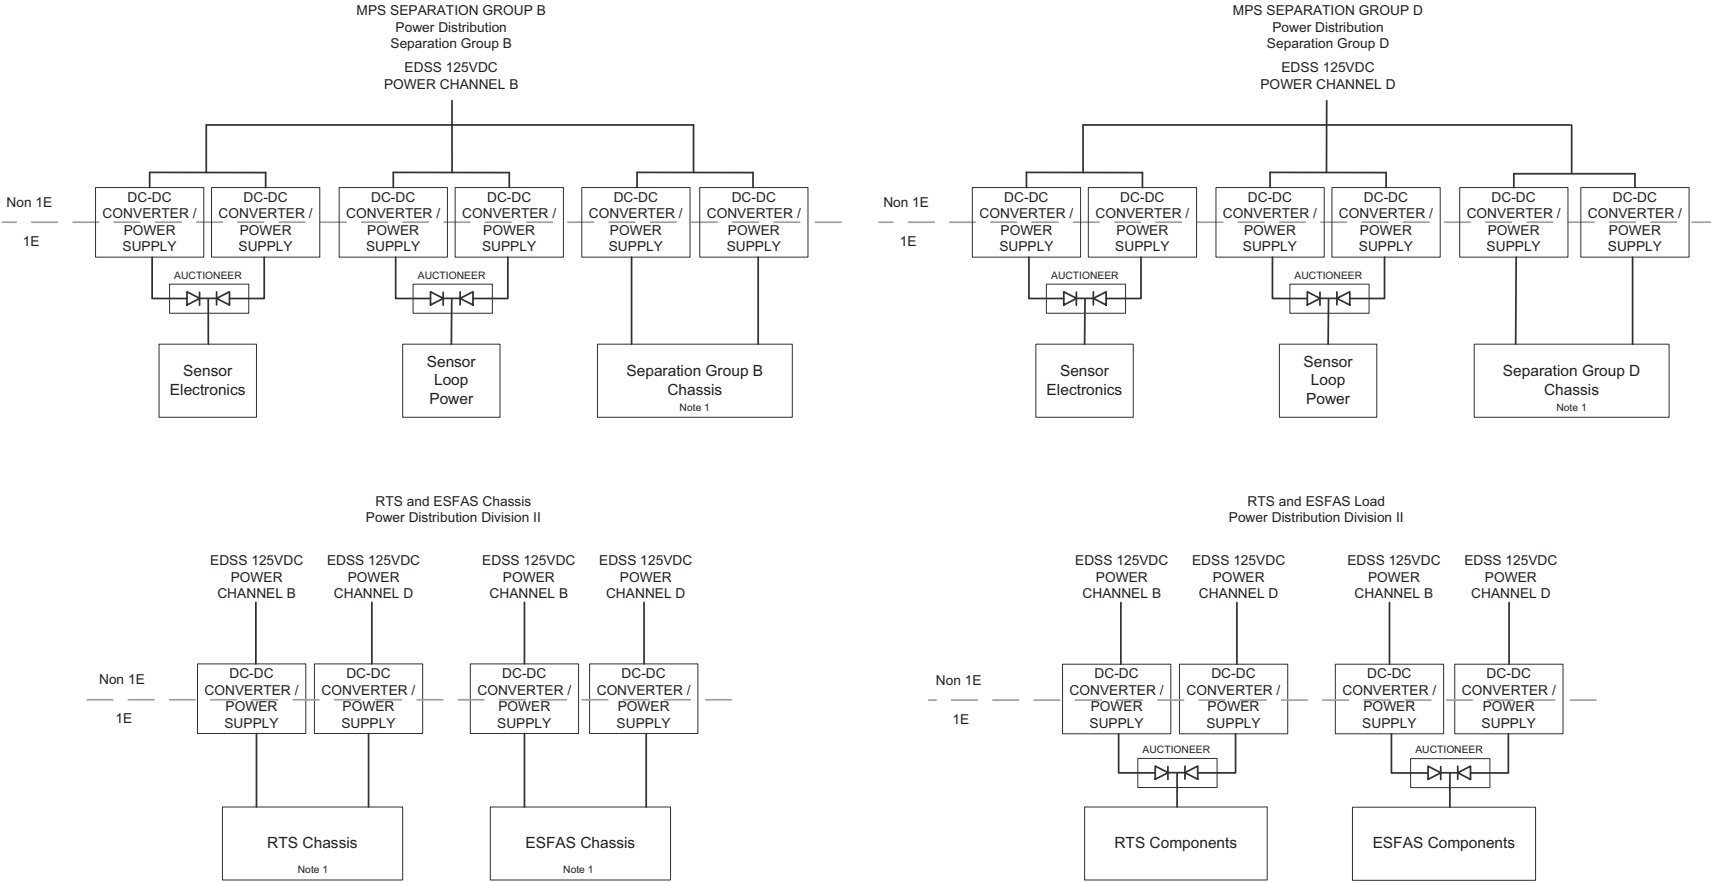 MPS SEPARATION GROUP B
Power Distribution
Separation Group B
EDSS 125VDC
POWER CHANNEL B
Non 1E
1E
DC-DC
CONVERTER /
POWER
SUPPLY
DC-DC
CONVERTER /
POWER
SUPPLY
DC-DC
CONVERTER /
POWER
SUPPLY
DC-DC
CONVERTER /
POWER
SUPPLY
DC-DC
CONVERTER /
POWER
SUPPLY
DC-DC
CONVERTER /
POWER
SUPPLY
AUCTIONEER
AUCTIONEER
Sensor
Electronics
Sensor
Loop
Power
Separation Group B
Chassis
Note 1
MPS SEPARATION GROUP D
Power Distribution
Separation Group D
EDSS 125VDC
POWER CHANNEL D
Non 1E
1E
DC-DC
CONVERTER /
POWER
SUPPLY
DC-DC
CONVERTER /
POWER
SUPPLY
DC-DC
CONVERTER /
POWER
SUPPLY
DC-DC
CONVERTER /
POWER
SUPPLY
DC-DC
CONVERTER /
POWER
SUPPLY
DC-DC
CONVERTER /
POWER
SUPPLY
AUCTIONEER
AUCTIONEER
Sensor
Electronics
Sensor
Loop
Power
Separation Group D
Chassis
Note 1
RTS and ESFAS Chassis
Power Distribution Division II
EDSS 125VDC
POWER
CHANNEL B
EDSS 125VDC
POWER
CHANNEL D
EDSS 125VDC
POWER
CHANNEL B
EDSS 125VDC
POWER
CHANNEL D
Non 1E
1E
DC-DC
CONVERTER /
POWER
SUPPLY
DC-DC
CONVERTER /
POWER
SUPPLY
DC-DC
CONVERTER /
POWER
SUPPLY
DC-DC
CONVERTER /
POWER
SUPPLY
RTS Chassis
Note 1
ESFAS Chassis
Note 1
RTS and ESFAS Load
Power Distribution Division II
EDSS 125VDC
POWER
CHANNEL B
EDSS 125VDC
POWER
CHANNEL D
EDSS 125VDC
POWER
CHANNEL B
EDSS 125VDC
POWER
CHANNEL D
Non 1E
1E
DC-DC
CONVERTER /
POWER
SUPPLY
DC-DC
CONVERTER /
POWER
SUPPLY
DC-DC
CONVERTER /
POWER
SUPPLY
DC-DC
CONVERTER /
POWER
SUPPLY
AUCTIONEER
AUCTIONEER
RTS Components
ESFAS Components